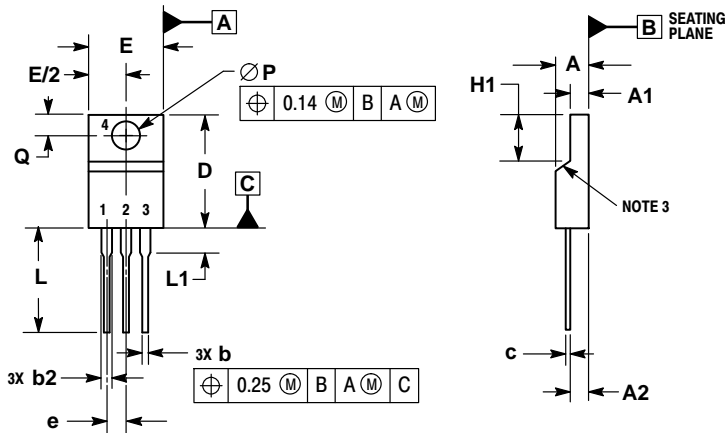 A
E
E/2
∅ P
⌖ 0.14 Ⓜ B A Ⓜ
4
Q
D
C
1 2 3
L
L1
3X b
3X b2
⌖ 0.25 Ⓜ B A Ⓜ C
e
B SEATING PLANE
A
H1
A1
NOTE 3
c
A2